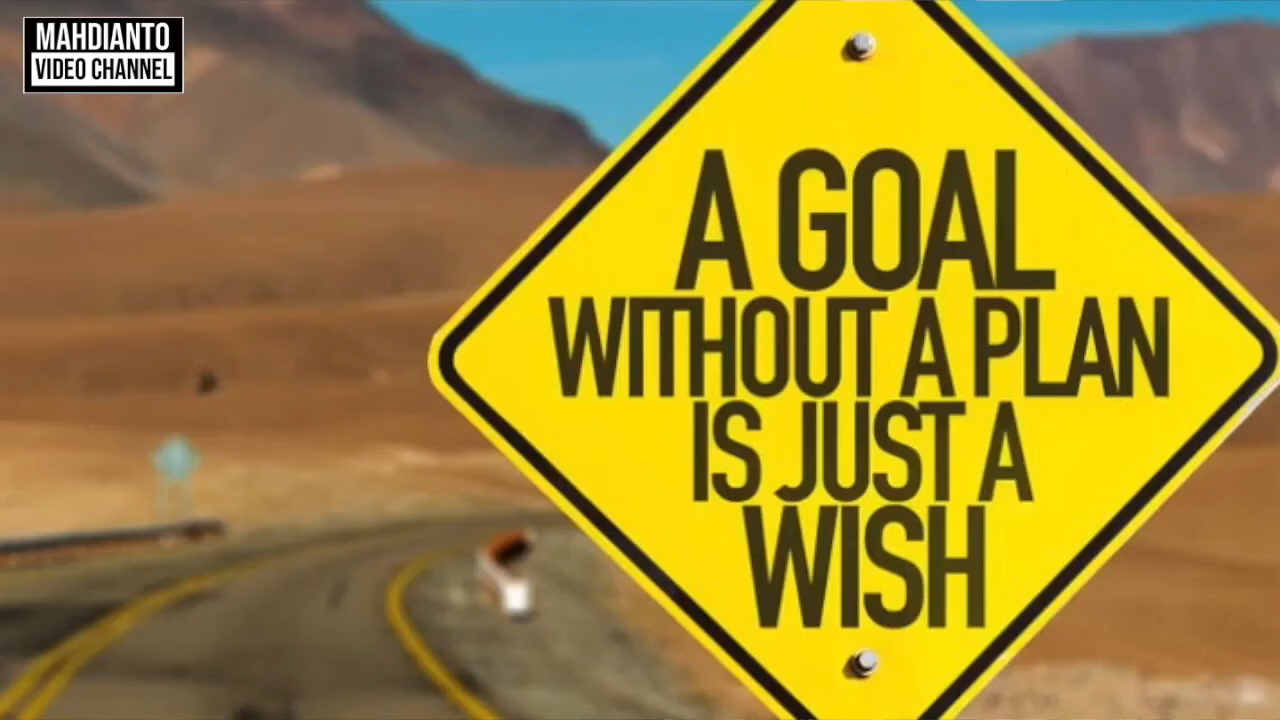 MAHDIANTO
VIDEO CHANNEL
A GOAL
WITHOUT A PLAN
IS JUST A
WISH